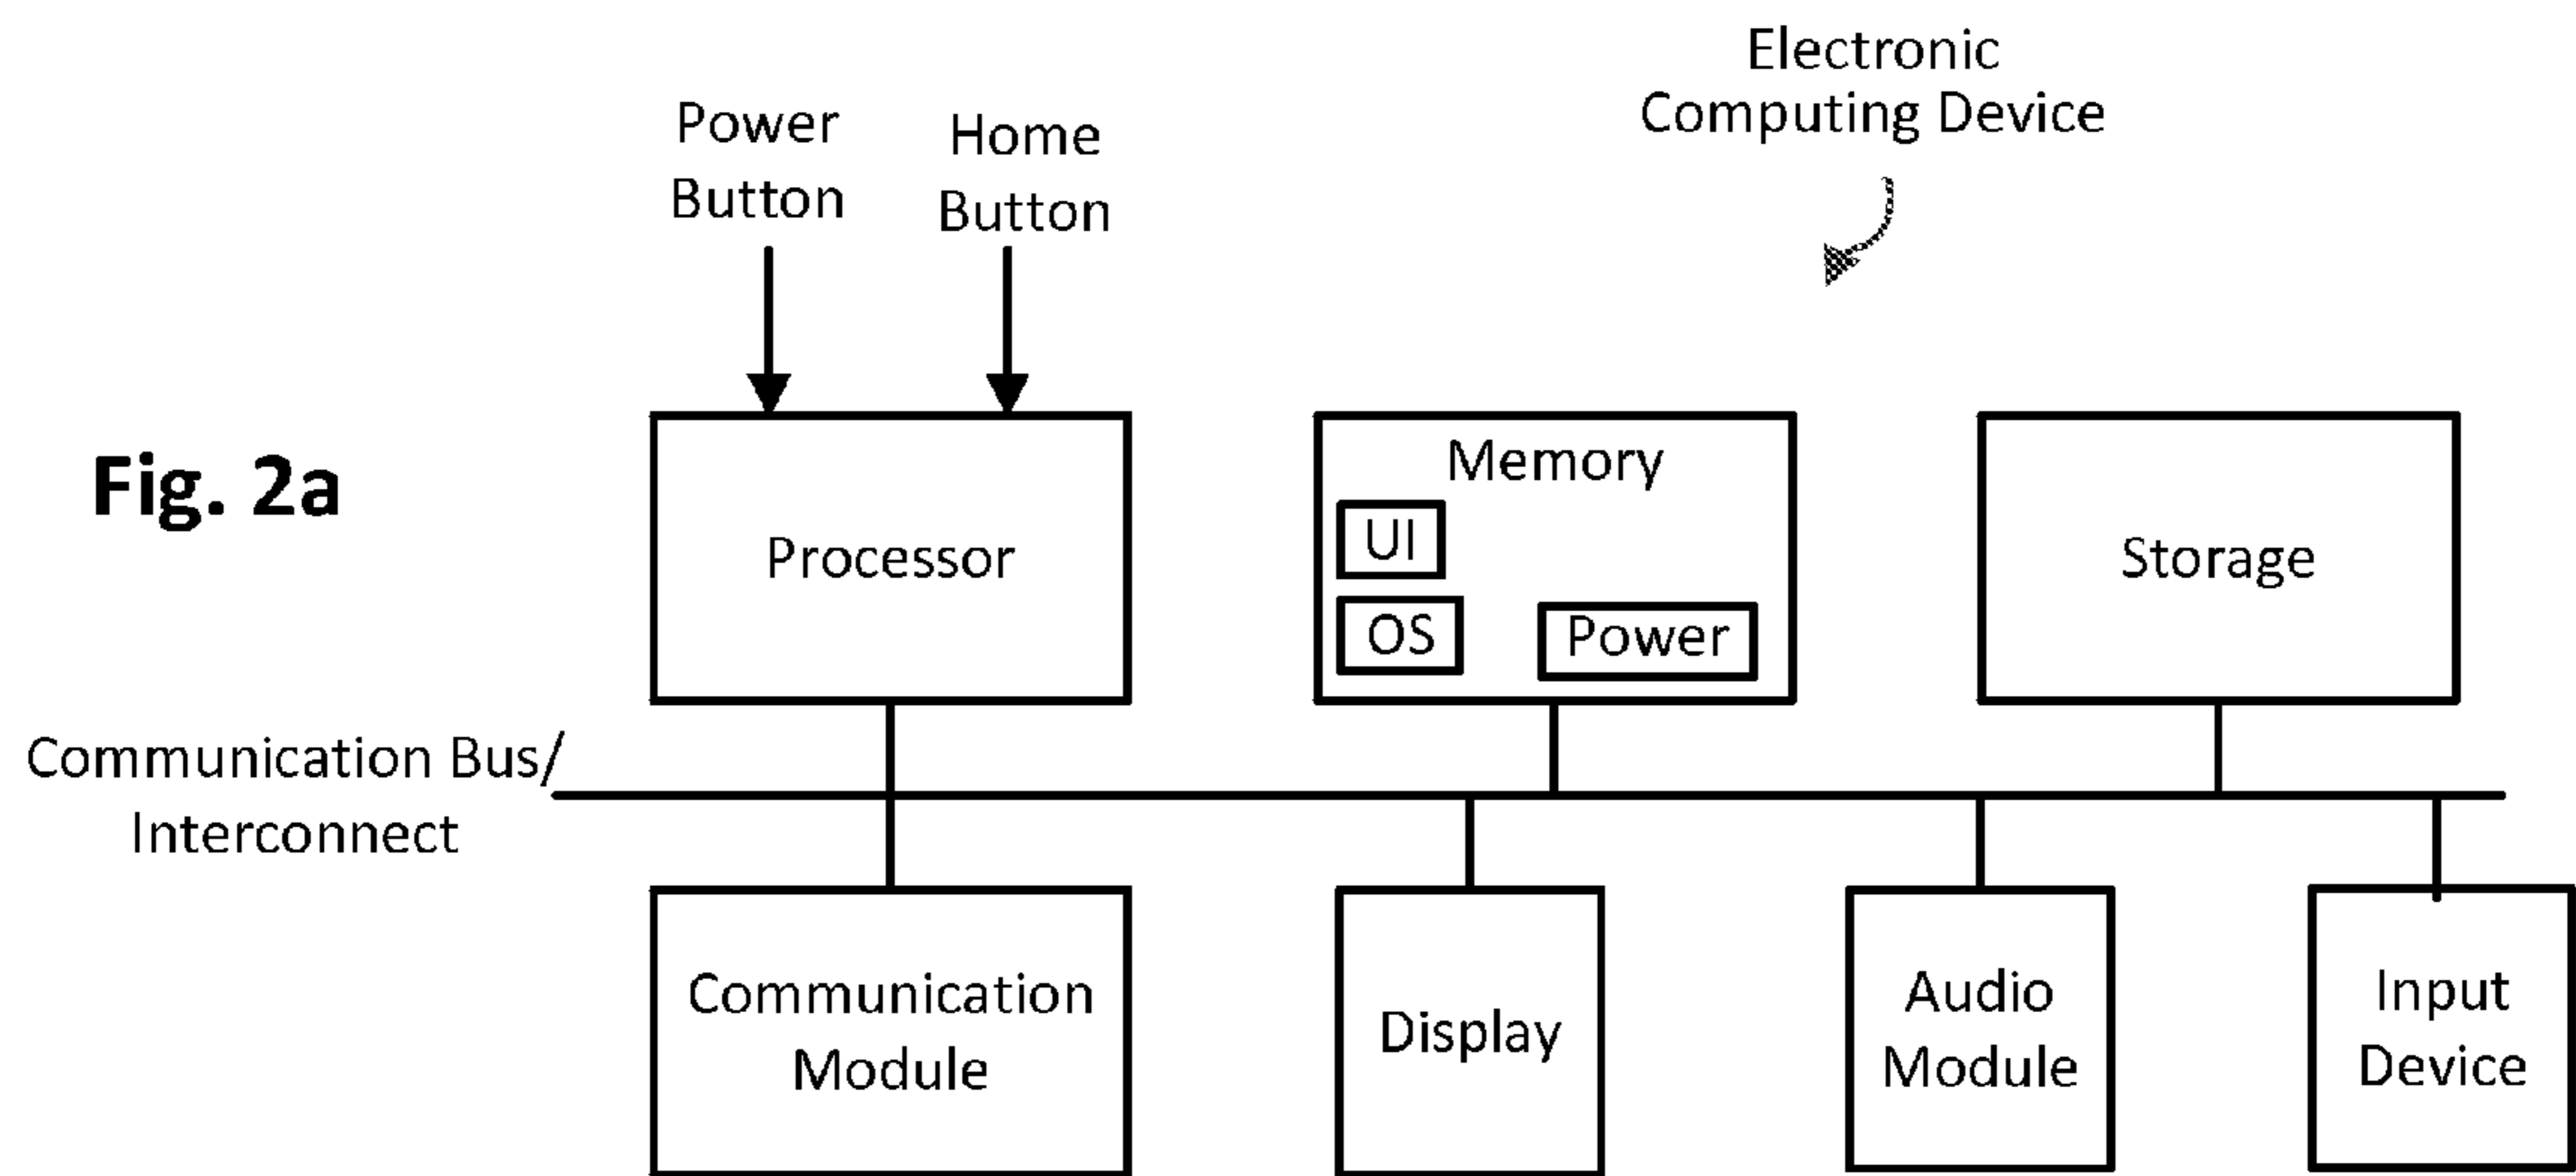 Electronic
Computing Device
Power
Button
Home
Button
Fig. 2a
Processor
Memory
UI
OS
Power
Storage
Communication Bus/
Interconnect
Communication
Module
Display
Audio
Module
Input
Device